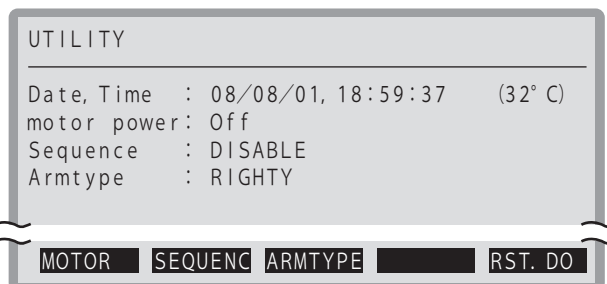 UTILITY
Date,Time : 08/08/01,18:59:37 (32°C)
motor power: Off
Sequence : DISABLE
Armtype : RIGHTY
MOTOR SEQUENC ARMTYPE RST.DO